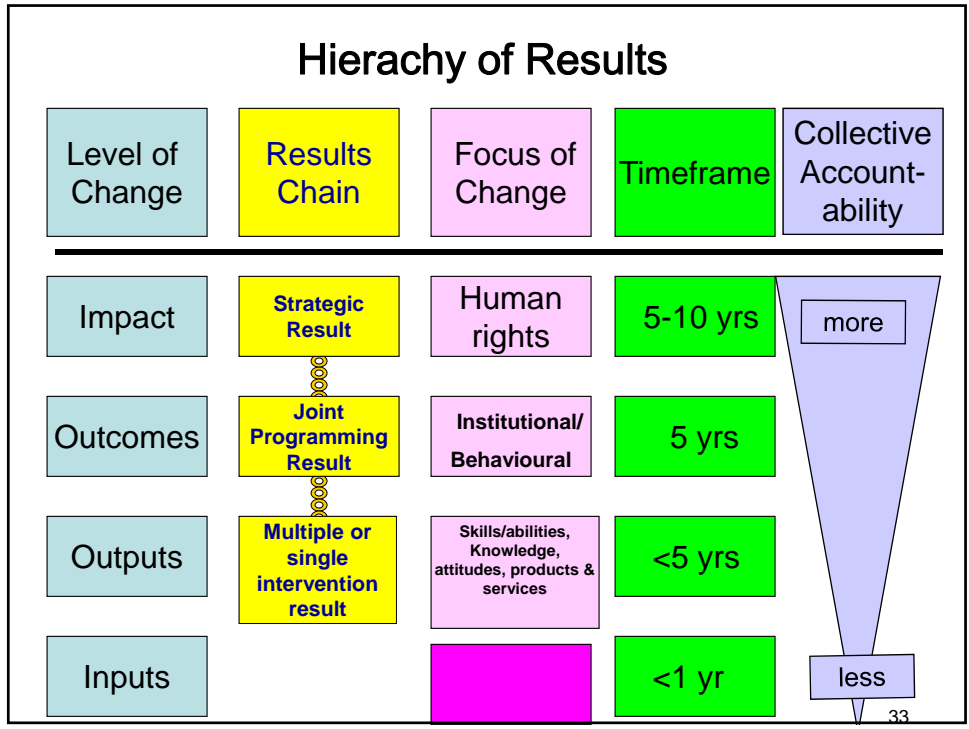 Hierachy of Results
Level of
Change
Results
Chain
Focus of
Change
Timeframe
Collective
Account-
ability
Impact
Strategic
Result
Human
rights
5-10 yrs
more
Outcomes
Joint
Programming
Result
Institutional/
Behavioural
5 yrs
Outputs
Multiple or
single
intervention
result
Skills/abilities,
Knowledge,
attitudes, products &
services
<5 yrs
Inputs
<1 yr
less
33